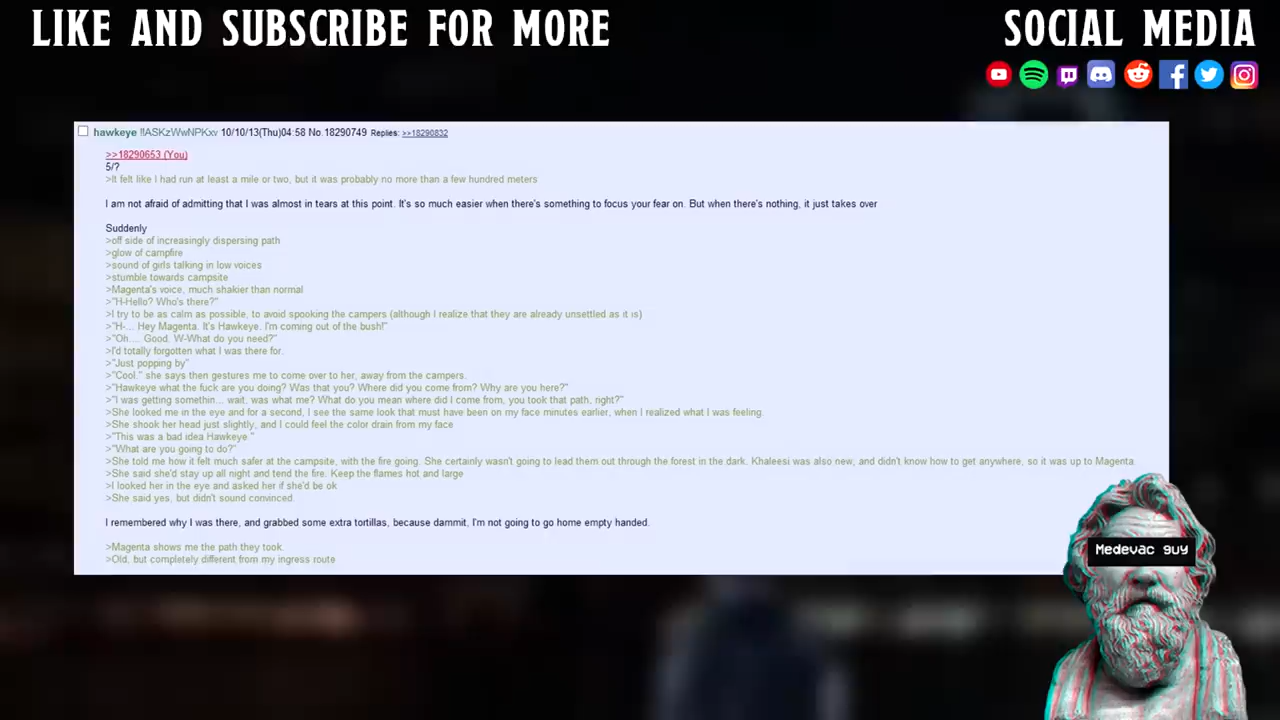 LIKE AND SUBSCRIBE FOR MORE
SOCIAL MEDIA
hawkeye !!ASKzWwNPKxv 10/10/13(Thu)04:58 No.18290749 Replies: >>18290832
>>18290653 (You)
5/?
>It felt like I had run at least a mile or two, but it was probably no more than a few hundred meters
I am not afraid of admitting that I was almost in tears at this point. It's so much easier when there's something to focus your fear on. But when there's nothing, it just takes over
Suddenly
>off side of increasingly dispersing path
>glow of campfire
>sound of girls talking in low voices
>stumble towards campsite
>Magenta's voice, much shakier than normal
>"H-Hello? Who's there?"
>I try to be as calm as possible, to avoid spooking the campers (although I realize that they are already unsettled as it is)
>"H-... Hey Magenta. It's Hawkeye. I'm coming out of the bush!"
>"Oh.... Good. W-What do you need?"
>I'd totally forgotten what I was there for.
>"Just popping by"
>"Cool." she says then gestures me to come over to her, away from the campers.
>"Hawkeye what the fuck are you doing? Was that you? Where did you come from? Why are you here?"
>"I was getting somethin... wait. was what me? What do you mean where did I come from, you took that path, right?"
>She looked me in the eye and for a second, I see the same look that must have been on my face minutes earlier, when I realized what I was feeling.
>She shook her head just slightly, and I could feel the color drain from my face
>"This was a bad idea Hawkeye."
>"What are you going to do?"
>She told me how it felt much safer at the campsite, with the fire going. She certainly wasn't going to lead them out through the forest in the dark. Khaleesi was also new, and didn't know how to get anywhere, so it was up to Magenta.
>She said she'd stay up all night and tend the fire. Keep the flames hot and large
>I looked her in the eye and asked her if she'd be ok
>She said yes, but didn't sound convinced.
I remembered why I was there, and grabbed some extra tortillas, because dammit, I'm not going to go home empty handed.
>Magenta shows me the path they took.
>Old, but completely different from my ingress route
Medevac guy